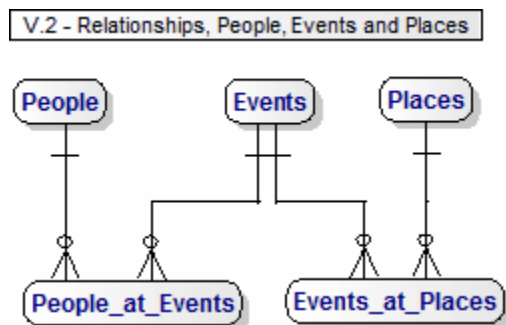 V.2 - Relationships, People, Events and Places
People
Events
Places
People_at_Events
Events_at_Places